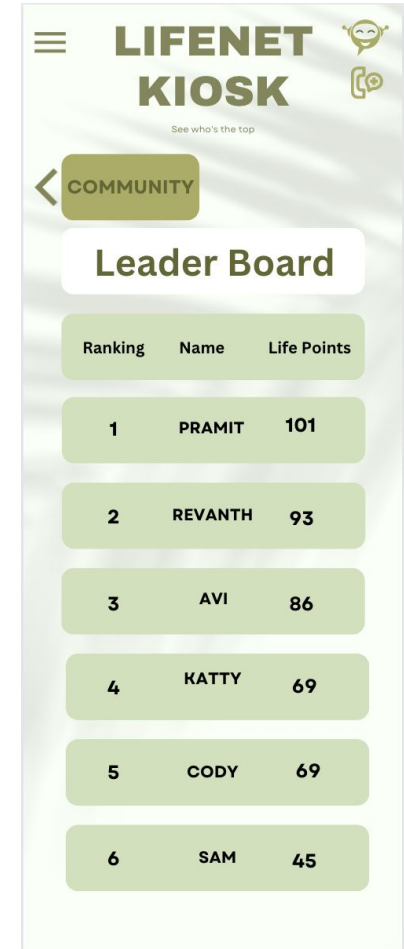 LIFENET
KIOSK
See who's the top
COMMUNITY
Leader Board
Ranking Name Life Points
1 PRAMIT 101
2 REVANTH 93
3 AVI 86
4 KATTY 69
5 CODY 69
6 SAM 45